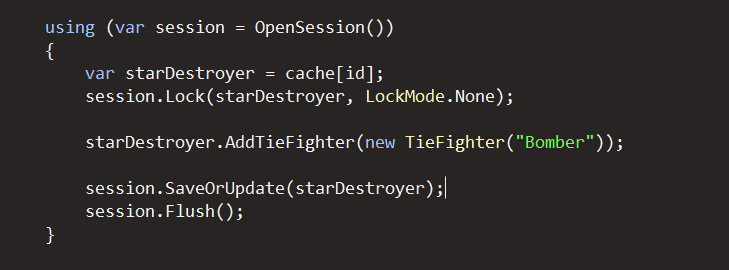 using (var session = OpenSession())
{
var starDestroyer = cache[id];
session.Lock(starDestroyer, LockMode.None);
starDestroyer.AddTieFighter(new TieFighter("Bomber"));
session.SaveOrUpdate(starDestroyer);
session.Flush();
}